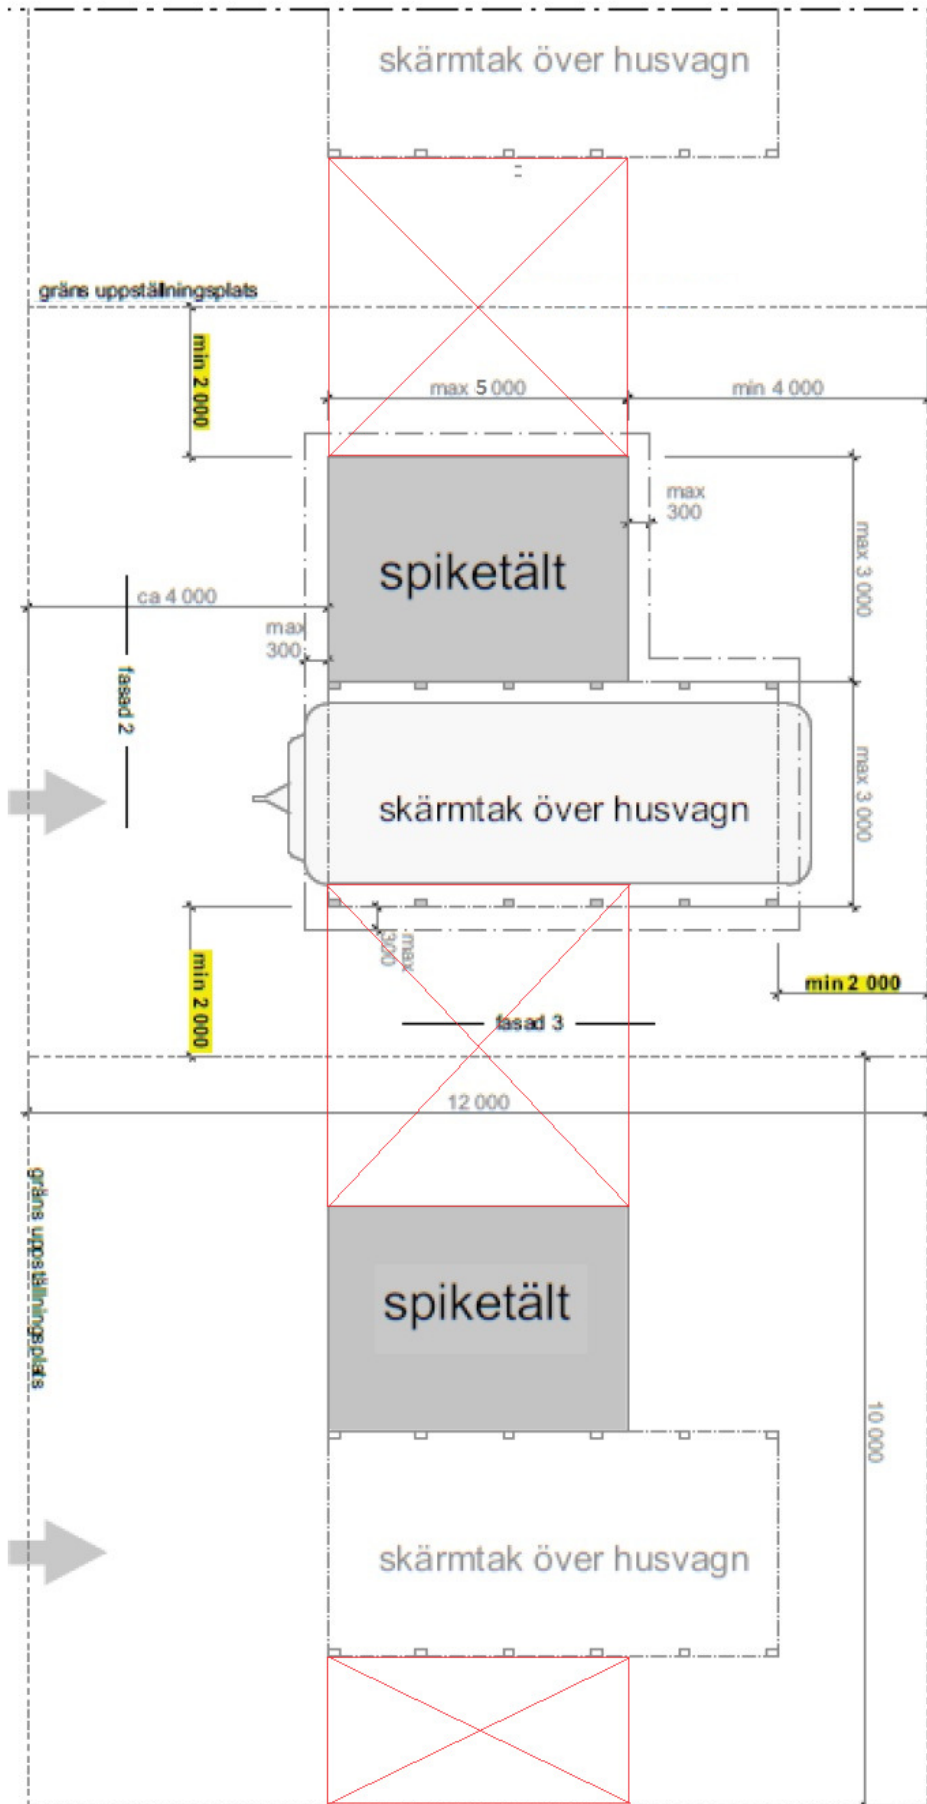 skärmtak över husvagn
gräns uppställningsplats
min 2 000
max 5 000
min 4 000
max
300
max 3 000
spiketält
ca 4 000
max
300
fasad 2
max 3 000
skärmtak över husvagn
max
300
min 2 000
min 2 000
fasad 3
12 000
gräns uppställningsplats
spiketält
10 000
skärmtak över husvagn